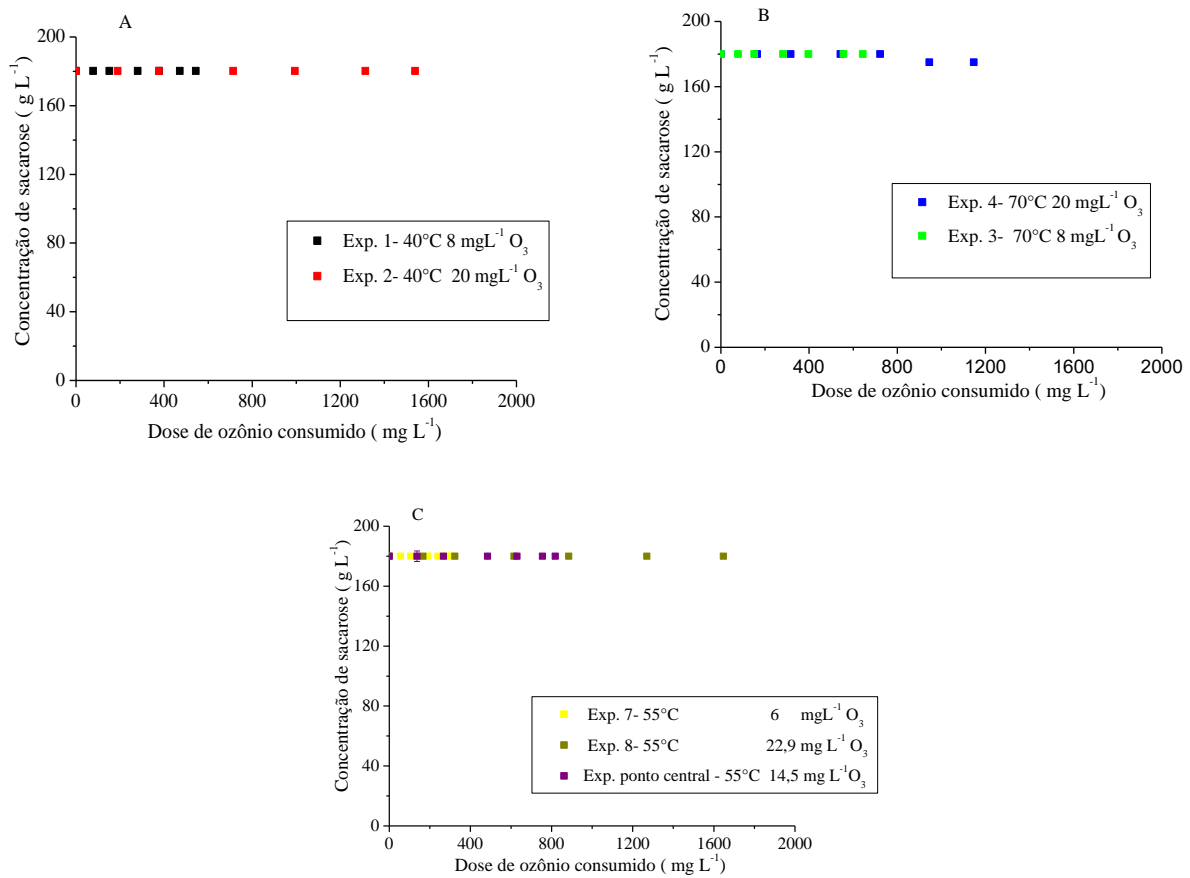 A
Concentração de sacarose ( g L⁻¹)
200
160
120
80
40
0
0 400 800 1200 1600 2000
Dose de ozônio consumido ( mg L⁻¹)
Exp. 1- 40°C 8 mgL⁻¹ O₃
Exp. 2- 40°C 20 mgL⁻¹ O₃
B
Concentração de sacarose ( g L⁻¹)
200
160
120
80
40
0
0 400 800 1200 1600 2000
Dose de ozônio consumido ( mg L⁻¹)
Exp. 4- 70°C 20 mgL⁻¹ O₃
Exp. 3- 70°C 8 mgL⁻¹ O₃
C
Concentração de sacarose ( g L⁻¹)
200
160
120
80
40
0
0 400 800 1200 1600 2000
Dose de ozônio consumido ( mg L⁻¹)
Exp. 7- 55°C 6 mgL⁻¹ O₃
Exp. 8- 55°C 22,9 mg L⁻¹ O₃
Exp. ponto central - 55°C 14,5 mg L⁻¹O₃